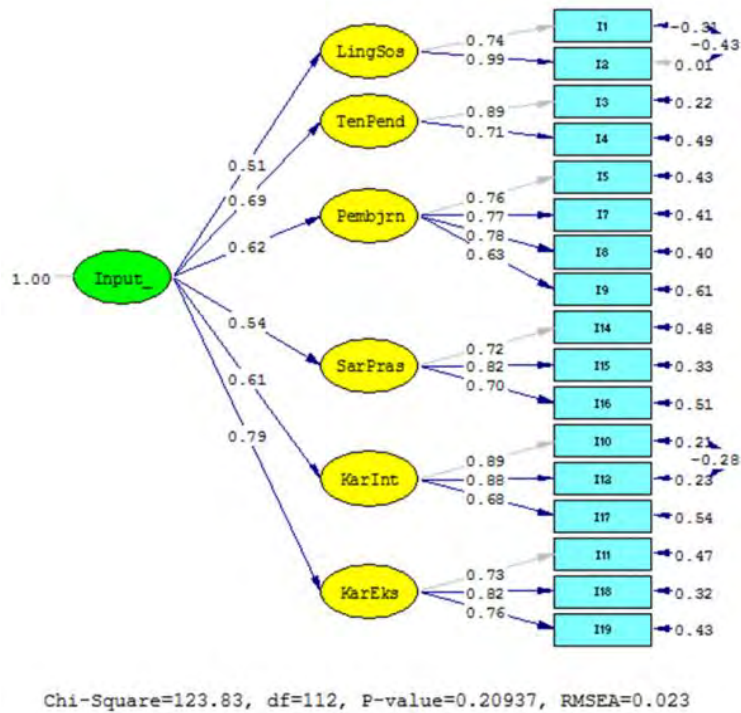 I1
-0.31
-0.43
0.74
LingSos
0.99
I2
0.01
I3
0.22
0.89
TenPend
0.71
I4
0.49
0.51
0.69
I5
0.43
0.76
Pembjrn
0.77
I7
0.41
0.78
0.62
I8
0.40
0.63
1.00
Input_
I9
0.61
0.54
I14
0.48
0.72
SarPras
0.82
I15
0.33
0.70
0.61
I16
0.51
I10
0.21
-0.28
0.79
0.89
KarInt
0.88
I12
0.23
0.68
I17
0.54
I11
0.47
0.73
KarEks
0.82
I18
0.32
0.76
I19
0.43
Chi-Square=123.83, df=112, P-value=0.20937, RMSEA=0.023